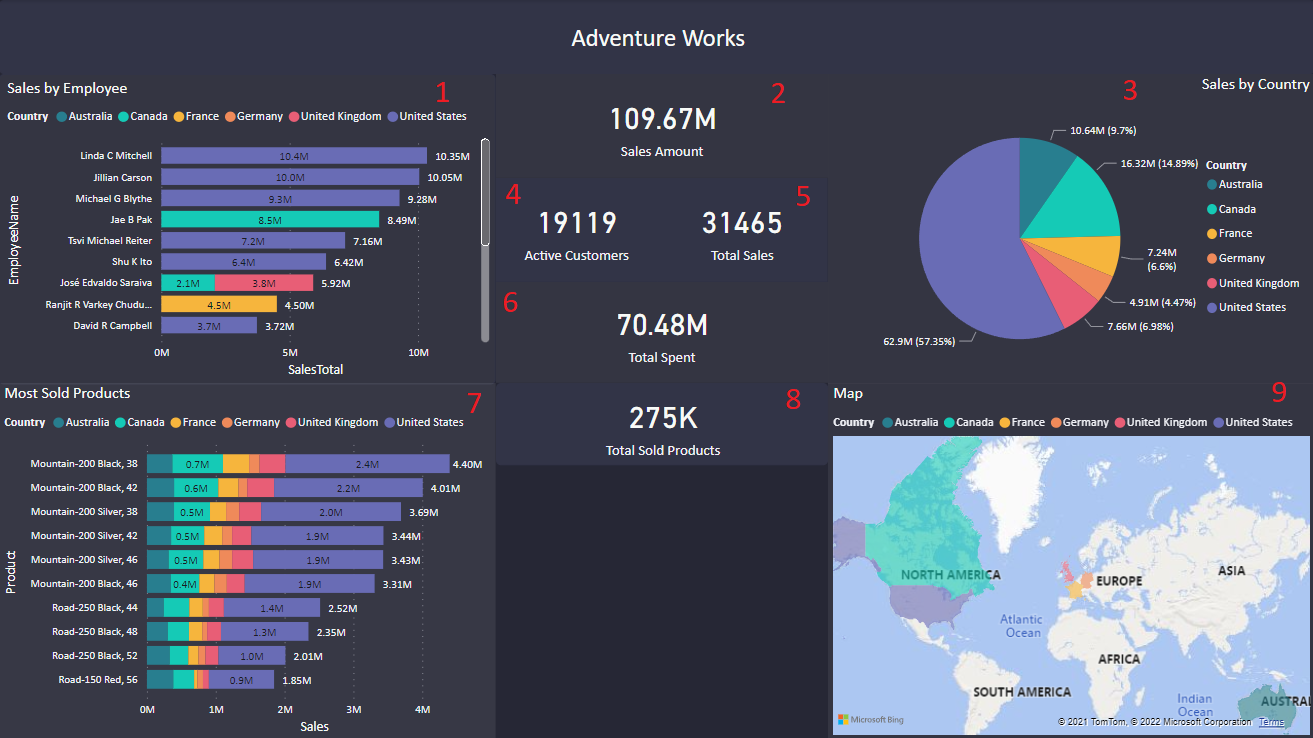 Adventure Works
Sales by Employee
1
Country Australia Canada France Germany United Kingdom United States
EmployeeName
Linda C Mitchell 10.4M 10.35M
Jillian Carson 10.0M 10.05M
Michael G Blythe 9.3M 9.28M
Jae B Pak 8.5M 8.49M
Tsvi Michael Reiter 7.2M 7.16M
Shu K Ito 6.4M 6.42M
José Edvaldo Saraiva 2.1M 3.8M 5.92M
Ranjit R Varkey Chudu... 4.5M 4.50M
David R Campbell 3.7M 3.72M
0M 5M 10M
SalesTotal
2
109.67M
Sales Amount
4
19119
Active Customers
5
31465
Total Sales
6
70.48M
Total Spent
3
Sales by Country
10.64M (9.7%)
16.32M (14.89%)
7.24M
(6.6%)
4.91M (4.47%)
7.66M (6.98%)
62.9M (57.35%)
Country
Australia
Canada
France
Germany
United Kingdom
United States
Most Sold Products
7
Country Australia Canada France Germany United Kingdom United States
Product
Mountain-200 Black, 38 0.7M 2.4M 4.40M
Mountain-200 Black, 42 0.6M 2.2M 4.01M
Mountain-200 Silver, 38 0.5M 2.0M 3.69M
Mountain-200 Silver, 42 0.5M 1.9M 3.44M
Mountain-200 Silver, 46 0.5M 1.9M 3.43M
Mountain-200 Black, 46 0.4M 1.9M 3.31M
Road-250 Black, 44 1.4M 2.52M
Road-250 Black, 48 1.3M 2.35M
Road-250 Black, 52 1.0M 2.01M
Road-150 Red, 56 0.9M 1.85M
0M 1M 2M 3M 4M
Sales
8
275K
Total Sold Products
Map
9
Country Australia Canada France Germany United Kingdom United States
NORTH AMERICA
EUROPE
ASIA
Atlantic
Ocean
AFRICA
SOUTH AMERICA
Indian
Ocean
AUSTRAL
Microsoft Bing
© 2021 TomTom, © 2022 Microsoft Corporation Terms